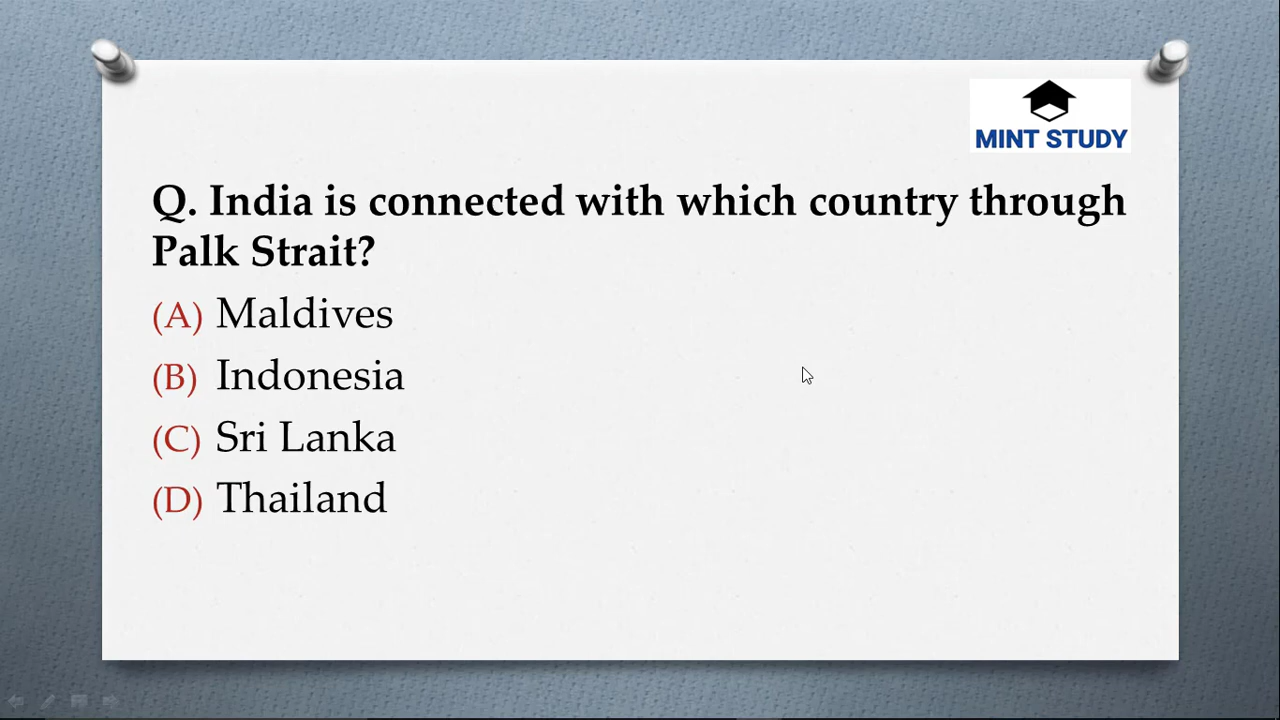 MINT STUDY
Q. India is connected with which country through
Palk Strait?
(A) Maldives
(B) Indonesia
(C) Sri Lanka
(D) Thailand